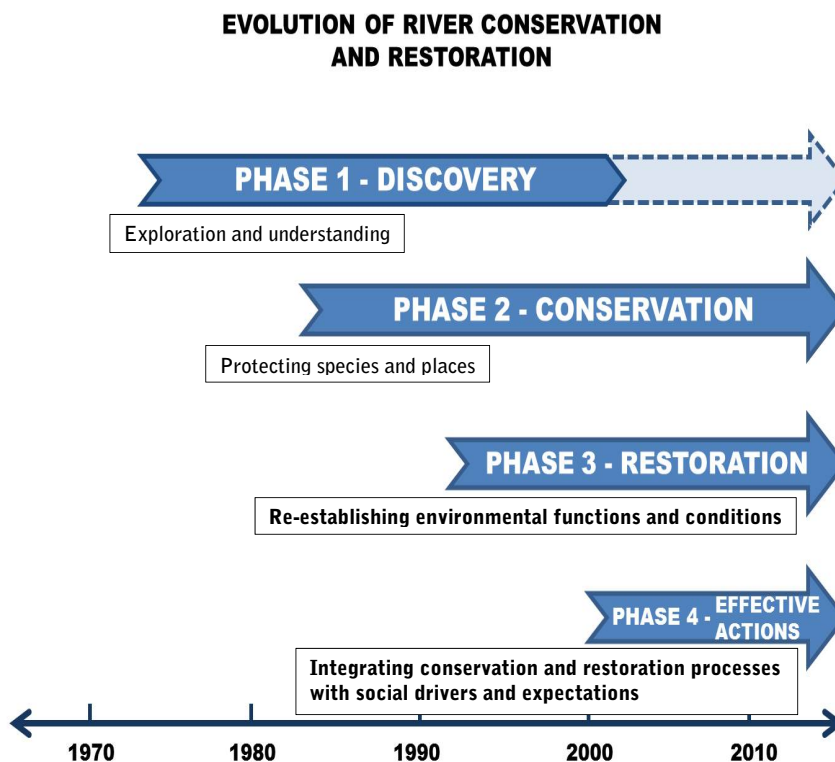 EVOLUTION OF RIVER CONSERVATION
AND RESTORATION
PHASE 1 - DISCOVERY
Exploration and understanding
PHASE 2 - CONSERVATION
Protecting species and places
PHASE 3 - RESTORATION
Re-establishing environmental functions and conditions
PHASE 4 - EFFECTIVE
ACTIONS
Integrating conservation and restoration processes
with social drivers and expectations
1970 1980 1990 2000 2010